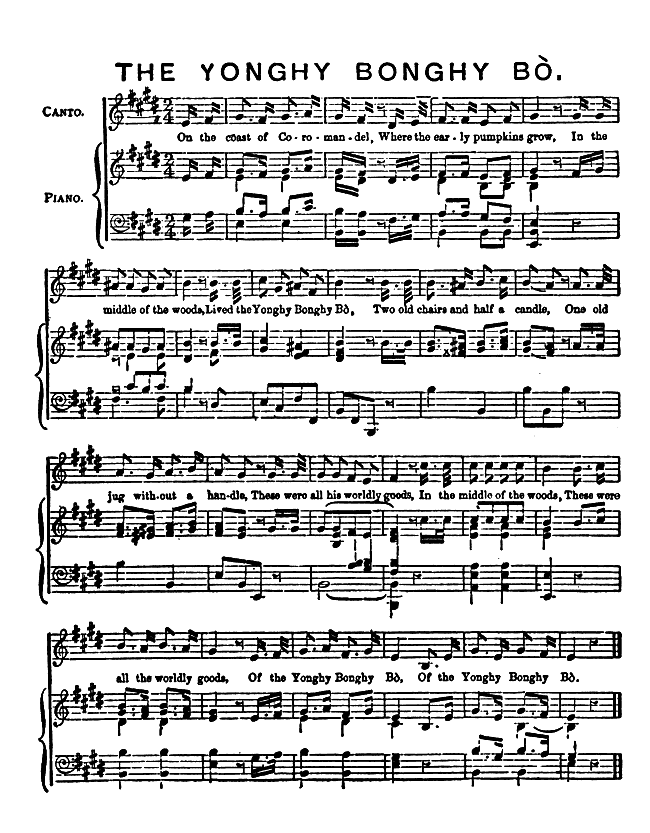 THE YONGHY BONGHY BÒ.
CANTO.
On the coast of Co - ro - man - del, Where the ear - ly pumpkins grow, In the
PIANO.
middle of the woods, Lived the Yonghy Bonghy Bò, Two old chairs and half a candle, One old
jug with-out a han-dle, These were all his worldly goods, In the middle of the woods, These were
all the worldly goods, Of the Yonghy Bonghy Bò, Of the Yonghy Bonghy Bò.